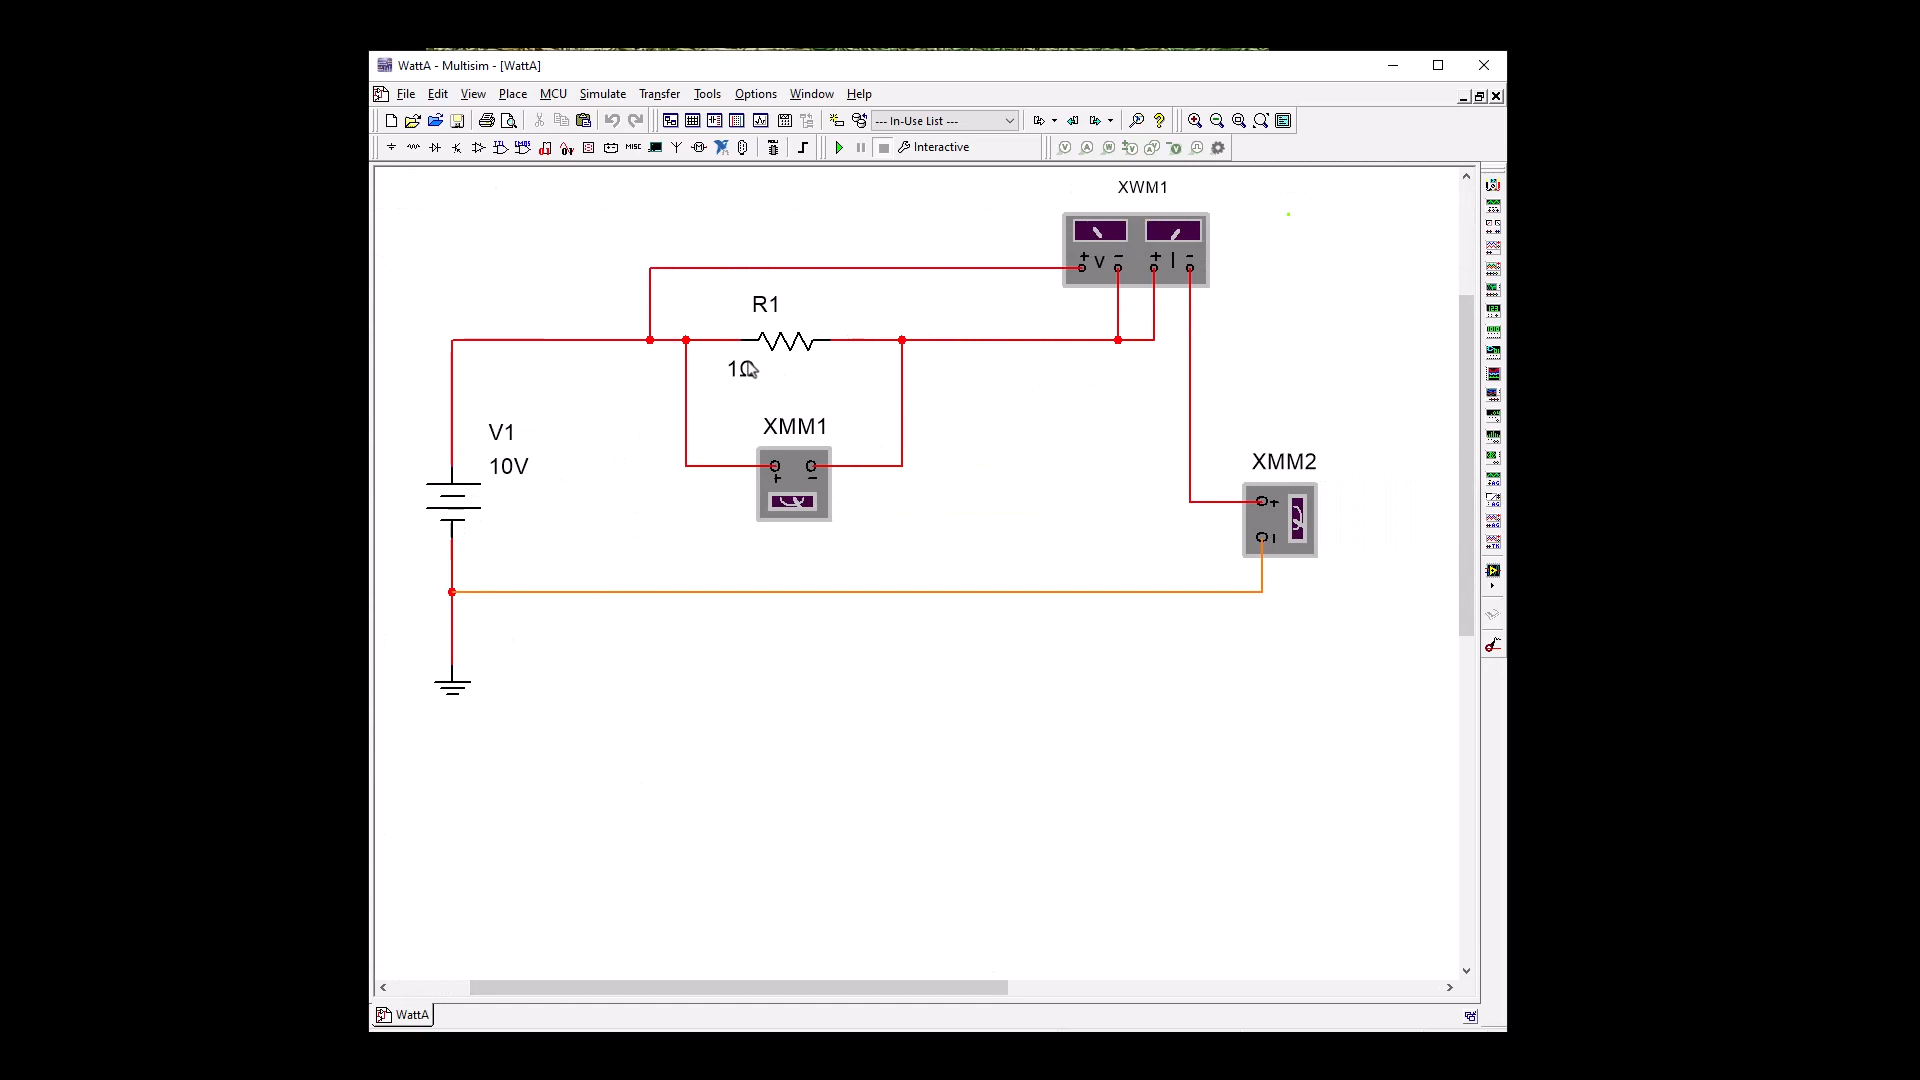 WattA - Multisim - [WattA]
File Edit View Place MCU Simulate Transfer Tools Options Window Help
--- In-Use List ---
MISC Interactive
XWM1
+ V - + I -
R1
1Ω
XMM1
+ -
V1
10V
XMM2
+
-
WattA